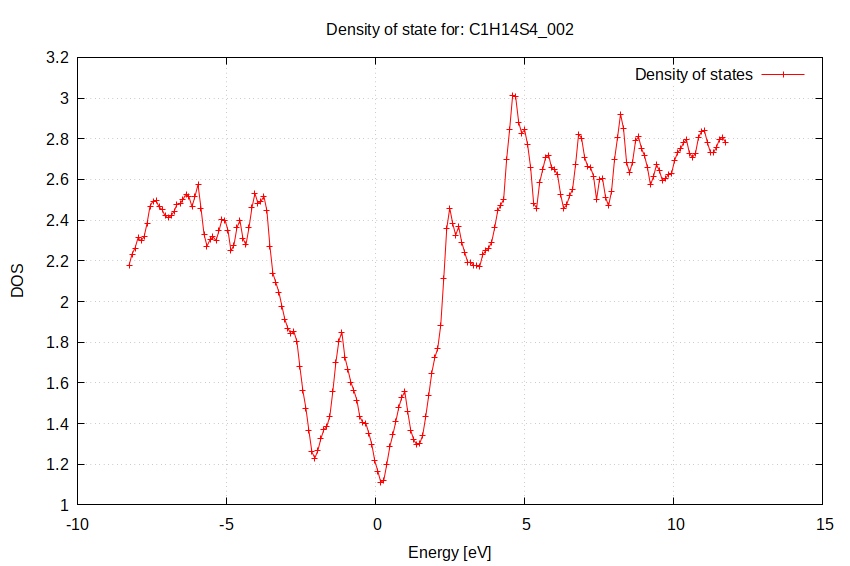 Density of state for: C1H14S4_002
Density of states
3.2
3
2.8
2.6
2.4
2.2
2
1.8
1.6
1.4
1.2
1
DOS
-10 -5 0 5 10 15
Energy [eV]